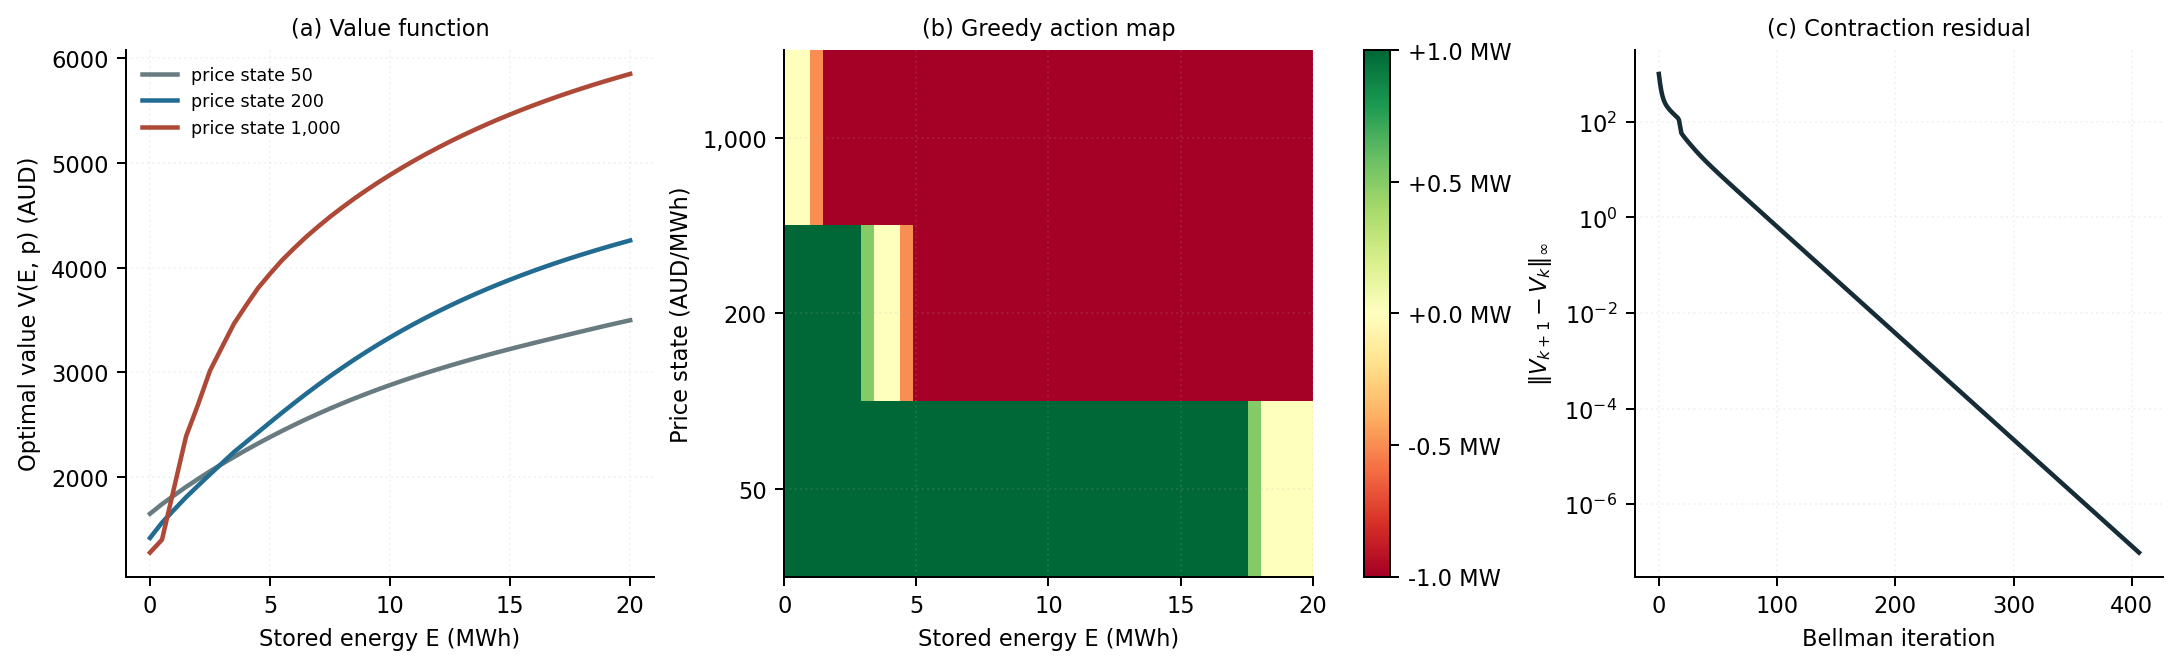 (a) Value function
Optimal value V(E, p) (AUD)
6000
5000
4000
3000
2000
price state 50
price state 200
price state 1,000
0 5 10 15 20
Stored energy E (MWh)
(b) Greedy action map
Price state (AUD/MWh)
1,000
200
50
0 5 10 15 20
Stored energy E (MWh)
+1.0 MW
+0.5 MW
+0.0 MW
-0.5 MW
-1.0 MW
(c) Contraction residual
‖V_{k+1} − V_k‖_∞
10²
10⁰
10⁻²
10⁻⁴
10⁻⁶
0 100 200 300 400
Bellman iteration